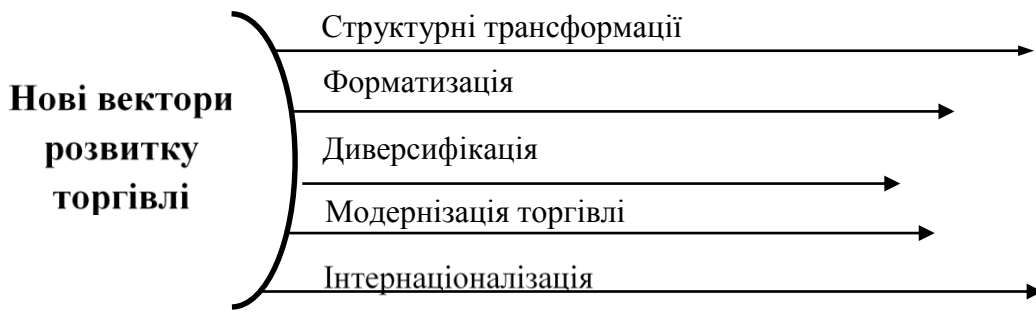 Нові вектори
розвитку
торгівлі
Структурні трансформації
Форматизація
Диверсифікація
Модернізація торгівлі
Інтернаціоналізація